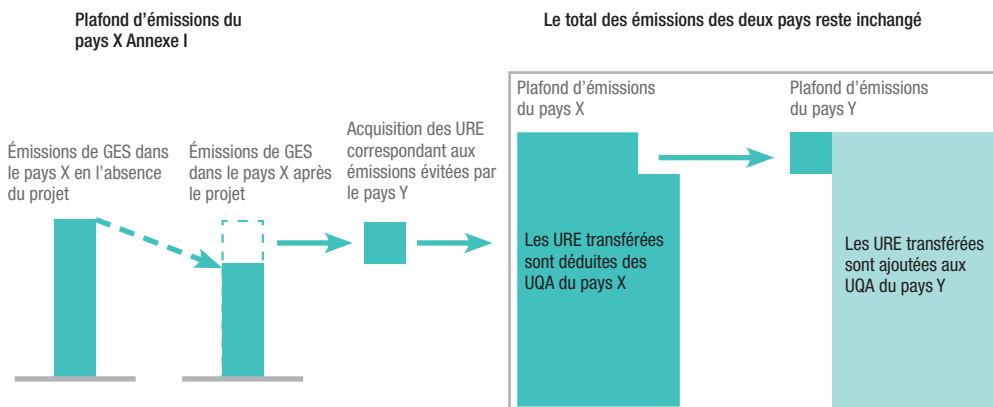 Plafond d'émissions du
pays X Annexe I
Le total des émissions des deux pays reste inchangé
Émissions de GES dans
le pays X en l'absence
du projet
Émissions de GES
dans le pays X après
le projet
Acquisition des URE
correspondant aux
émissions évitées par
le pays Y
Plafond d'émissions
du pays X
Plafond d'émissions
du pays Y
Les URE transférées
sont déduites des
UQA du pays X
Les URE transférées
sont ajoutées aux
UQA du pays Y